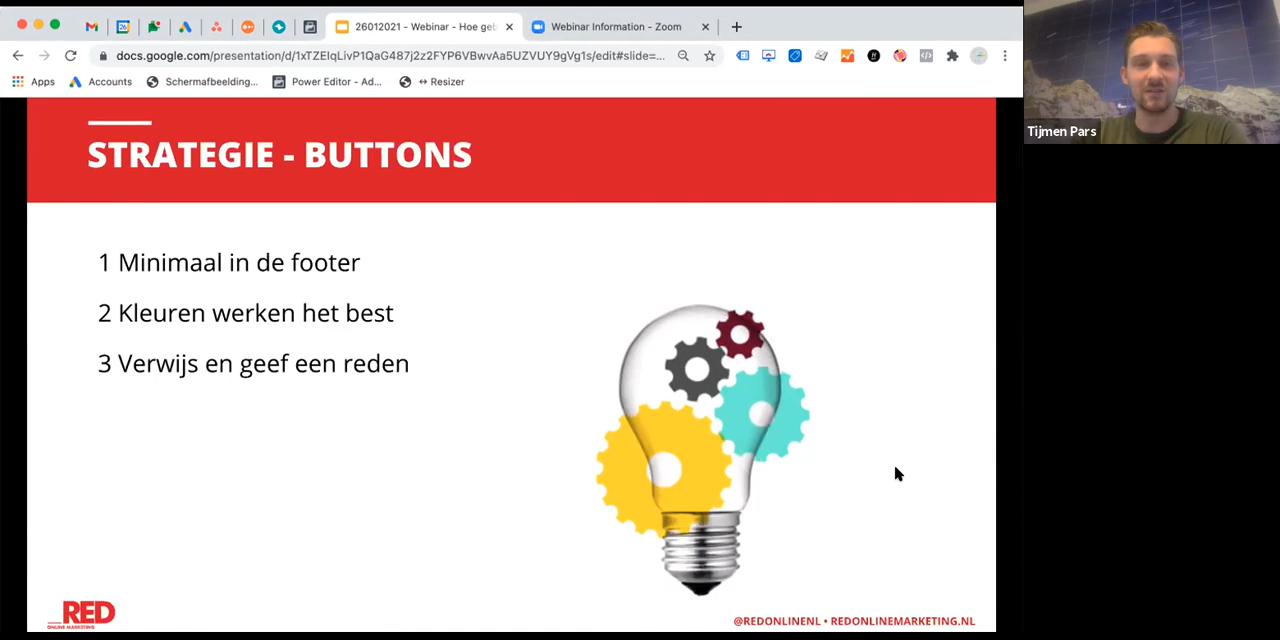 26012021 - Webinar - Hoe geb
Webinar Information - Zoom
docs.google.com/presentation/d/1xTZElqLivP1QaG487j2z2FYP6VBwvAa5UZVUY9gVg1s/edit#slide=...
Apps
Accounts
Schermafbeelding...
Power Editor - Ad...
↔ Resizer
Tijmen Pars
STRATEGIE - BUTTONS
1 Minimaal in de footer
2 Kleuren werken het best
3 Verwijs en geef een reden
RED
ONLINE MARKETING
@REDONLINENL • REDONLINEMARKETING.NL